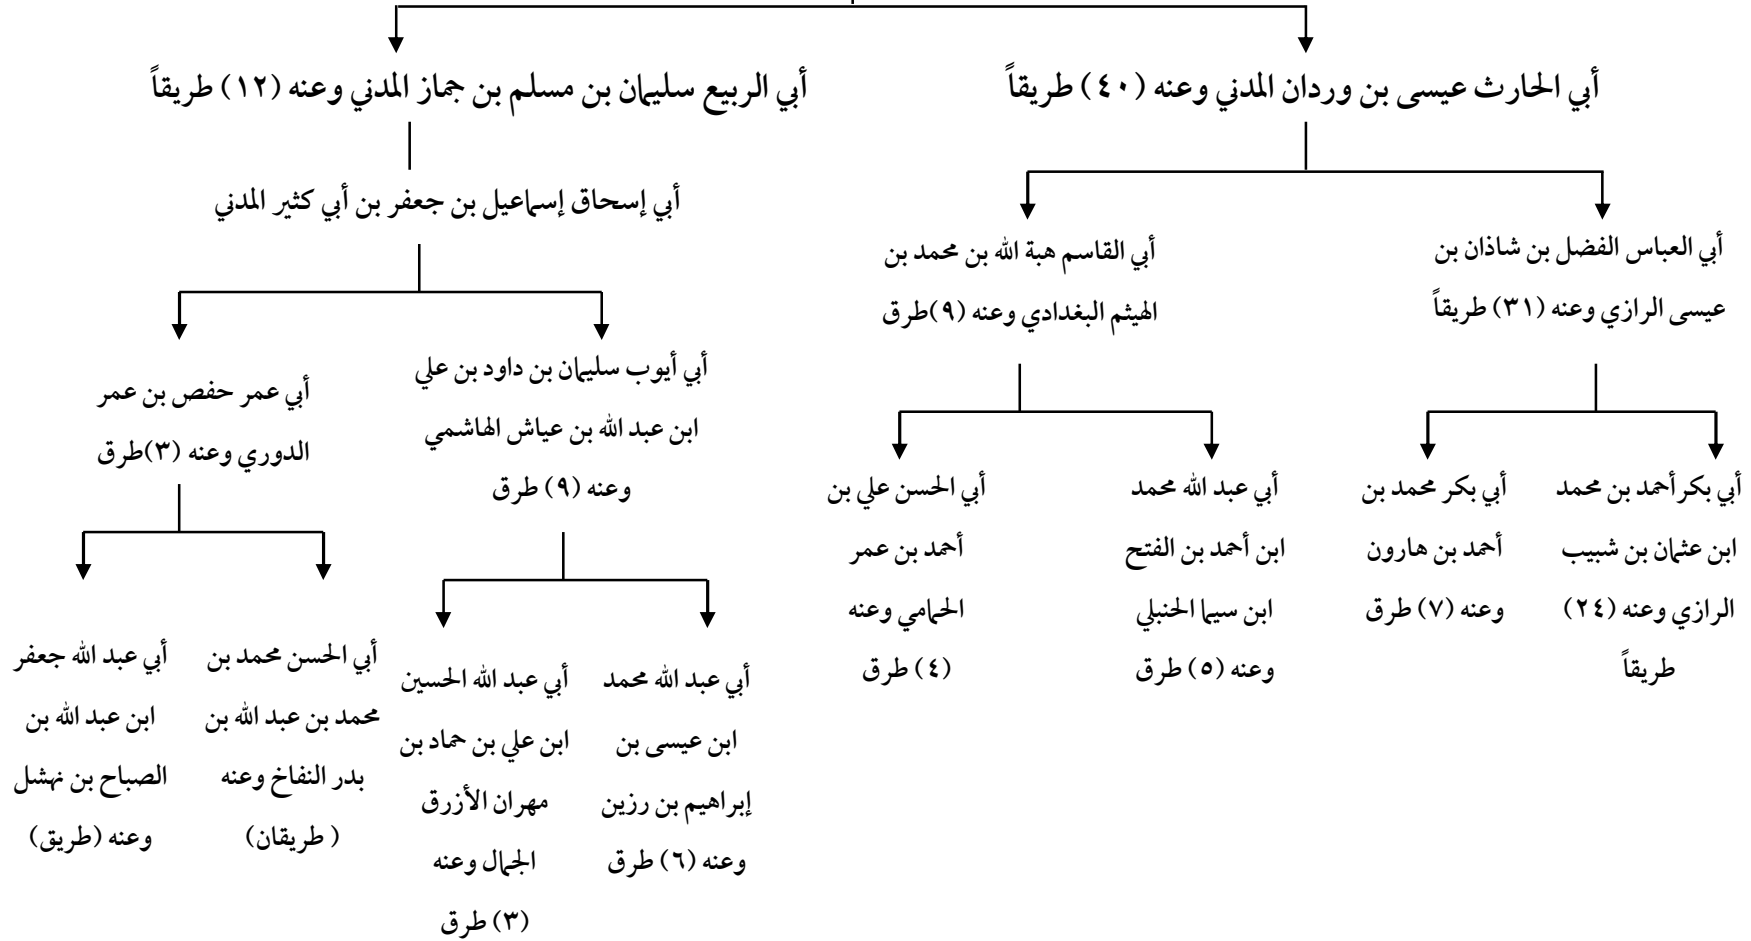 أبي الحارث عيسى بن وردان المدني وعنه (٤٠) طريقاً
أبي الربيع سليمان بن مسلم بن جماز المدني وعنه (١٢) طريقاً
أبي العباس الفضل بن شاذان بن
عيسى الرازي وعنه (٣١) طريقاً
أبي القاسم هبة الله بن محمد بن
الهيثم البغدادي وعنه (٩)طرق
أبي إسحاق إسماعيل بن جعفر بن أبي كثير المدني
أبي أيوب سليمان بن داود بن علي
ابن عبد الله بن عياش الهاشمي
وعنه (٩) طرق
أبي عمر حفص بن عمر
الدوري وعنه (٣)طرق
أبي بكر أحمد بن محمد
ابن عثمان بن شبيب
الرازي وعنه (٢٤)
طريقاً
أبي بكر محمد بن
أحمد بن هارون
وعنه (٧) طرق
أبي عبد الله محمد
ابن أحمد بن الفتح
ابن سيما الحنبلي
وعنه (٥) طرق
أبي الحسن علي بن
أحمد بن عمر
الحمامي وعنه
(٤) طرق
أبي عبد الله محمد
ابن عيسى بن
إبراهيم بن رزين
وعنه (٦) طرق
أبي عبد الله الحسين
ابن علي بن حماد بن
مهران الأزرق
الجمال وعنه
(٣) طرق
أبي الحسن محمد بن
محمد بن عبد الله بن
بدر النفاخ وعنه
( طريقان)
أبي عبد الله جعفر
ابن عبد الله بن
الصباح بن نهشل
وعنه (طريق)